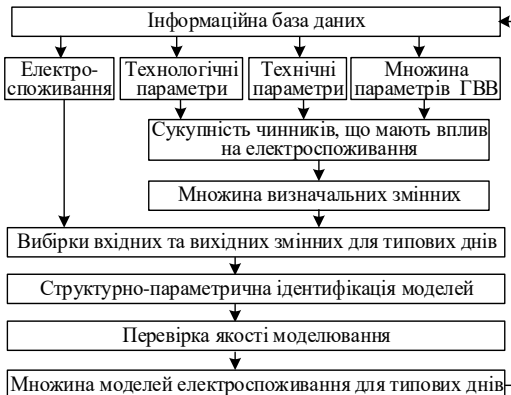 Інформаційна база даних
Електро-
споживання
Технологічні
параметри
Технічні
параметри
Множина
параметрів ГВВ
Сукупність чинників, що мають вплив
на електроспоживання
Множина визначальних змінних
Вибірки вхідних та вихідних змінних для типових днів
Структурно-параметрична ідентифікація моделей
Перевірка якості моделювання
Множина моделей електроспоживання для типових днів